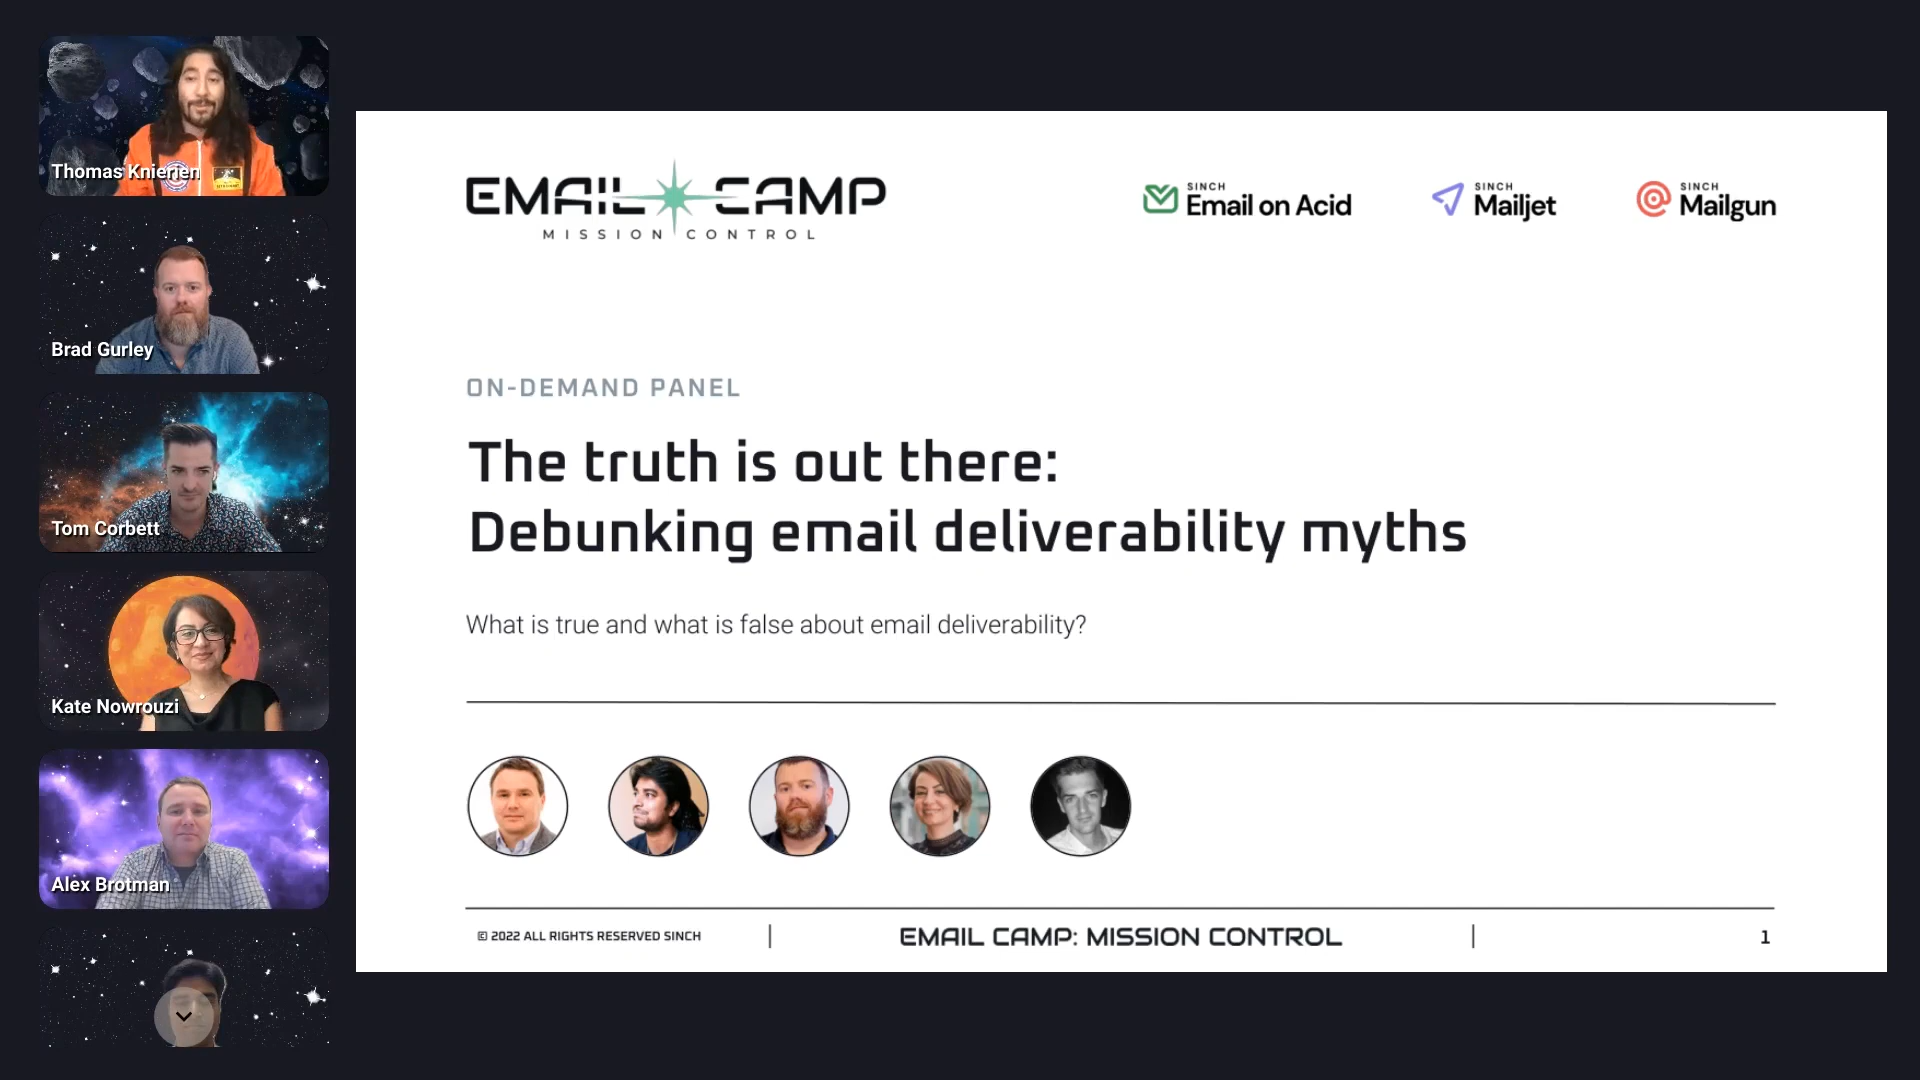 Thomas Knierien
Brad Gurley
Tom Corbett
Kate Nowrouzi
Alex Brotman
EMAIL CAMP
MISSION CONTROL
SINCH
Email on Acid
SINCH
Mailjet
SINCH
Mailgun
ON-DEMAND PANEL
The truth is out there:
Debunking email deliverability myths
What is true and what is false about email deliverability?
© 2022 ALL RIGHTS RESERVED SINCH
EMAIL CAMP: MISSION CONTROL
1